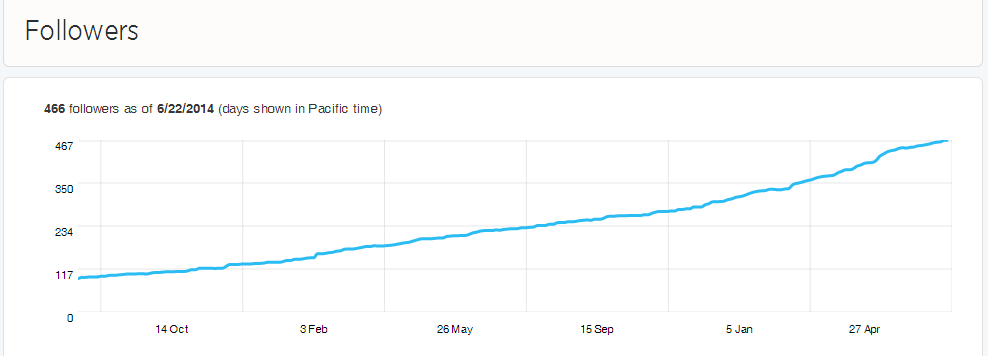 Followers
466 followers as of 6/22/2014 (days shown in Pacific time)
467
350
234
117
0
14 Oct 3 Feb 26 May 15 Sep 5 Jan 27 Apr